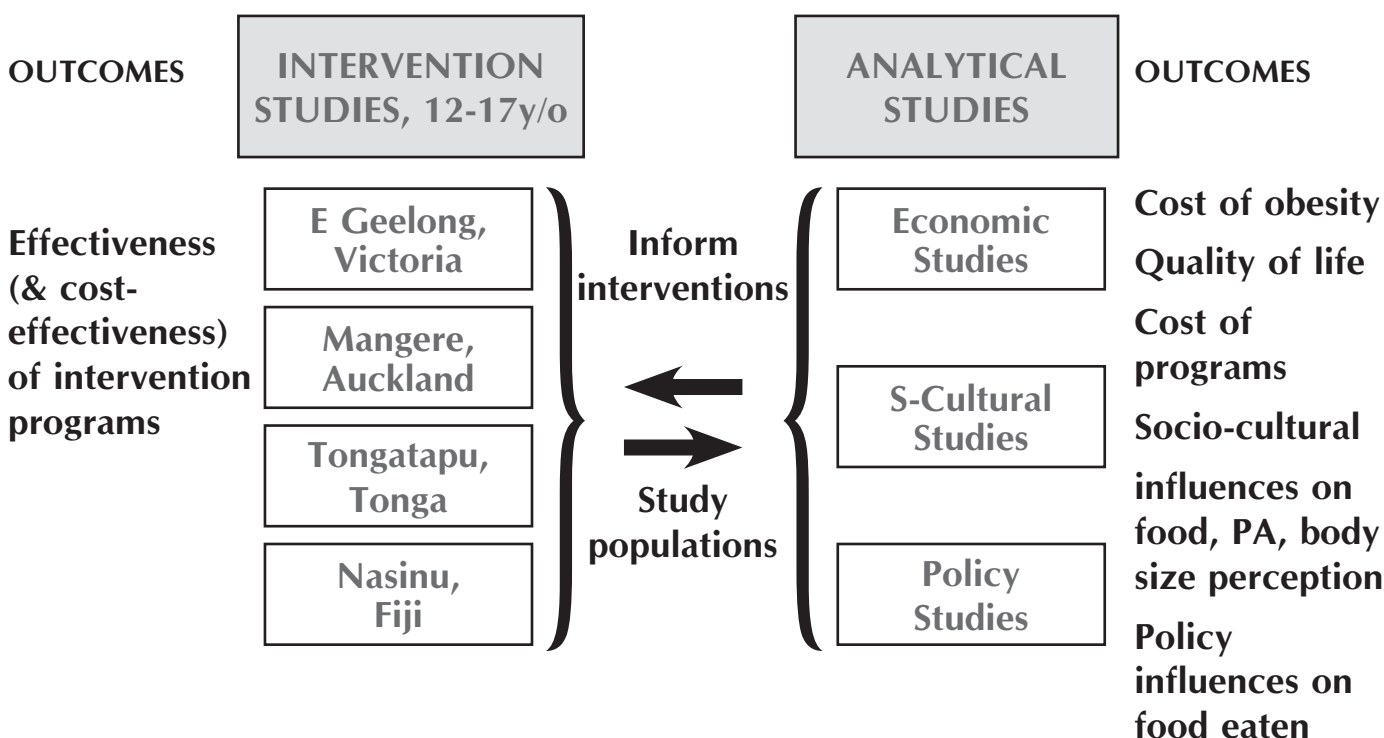 OUTCOMES
INTERVENTION
STUDIES, 12-17y/o
ANALYTICAL
STUDIES
OUTCOMES
Effectiveness
(& cost-
effectiveness)
of intervention
programs
E Geelong,
Victoria
Mangere,
Auckland
Tongatapu,
Tonga
Nasinu,
Fiji
Inform
interventions
Study
populations
Economic
Studies
S-Cultural
Studies
Policy
Studies
Cost of obesity
Quality of life
Cost of
programs
Socio-cultural
influences on
food, PA, body
size perception
Policy
influences on
food eaten